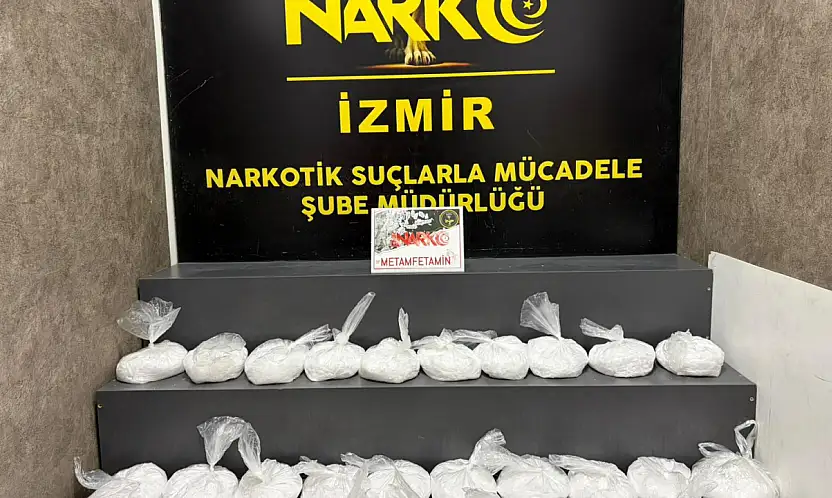 NARKO
İZMİR
NARKOTİK SUÇLARLA MÜCADELE
ŞUBE MÜDÜRLÜĞÜ
NARKO
METAMFETAMİN